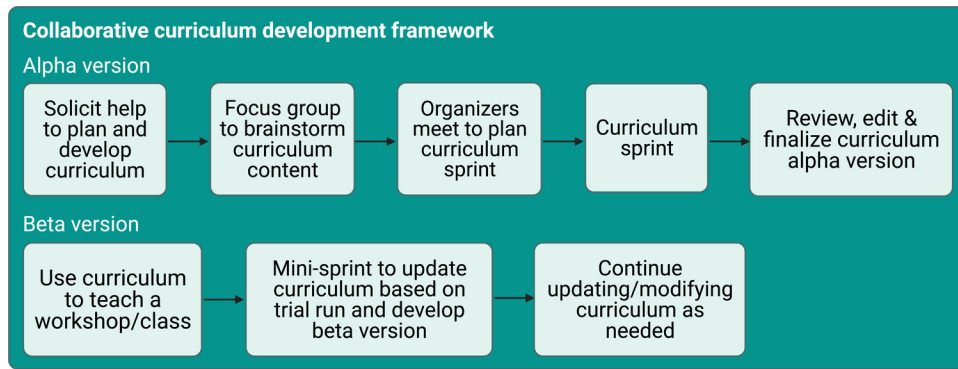 Collaborative curriculum development framework
Alpha version
Solicit help
to plan and
develop
curriculum
Focus group
to brainstorm
curriculum
content
Organizers
meet to plan
curriculum
sprint
Curriculum
sprint
Review, edit &
finalize curriculum
alpha version
Beta version
Use curriculum
to teach a
workshop/class
Mini-sprint to update
curriculum based on
trial run and develop
beta version
Continue
updating/modifying
curriculum as
needed